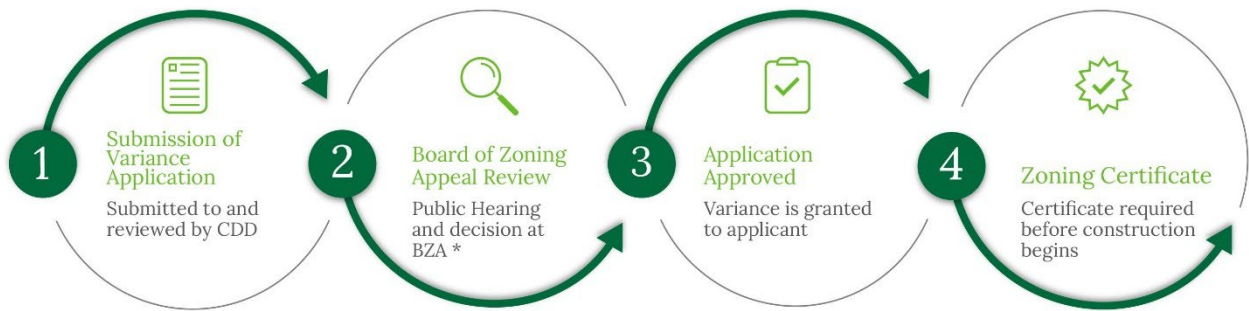 1
Submission of
Variance
Application
Submitted to and
reviewed by CDD
2
Board of Zoning
Appeal Review
Public Hearing
and decision at
BZA *
3
Application
Approved
Variance is granted
to applicant
4
Zoning Certificate
Certificate required
before construction
begins